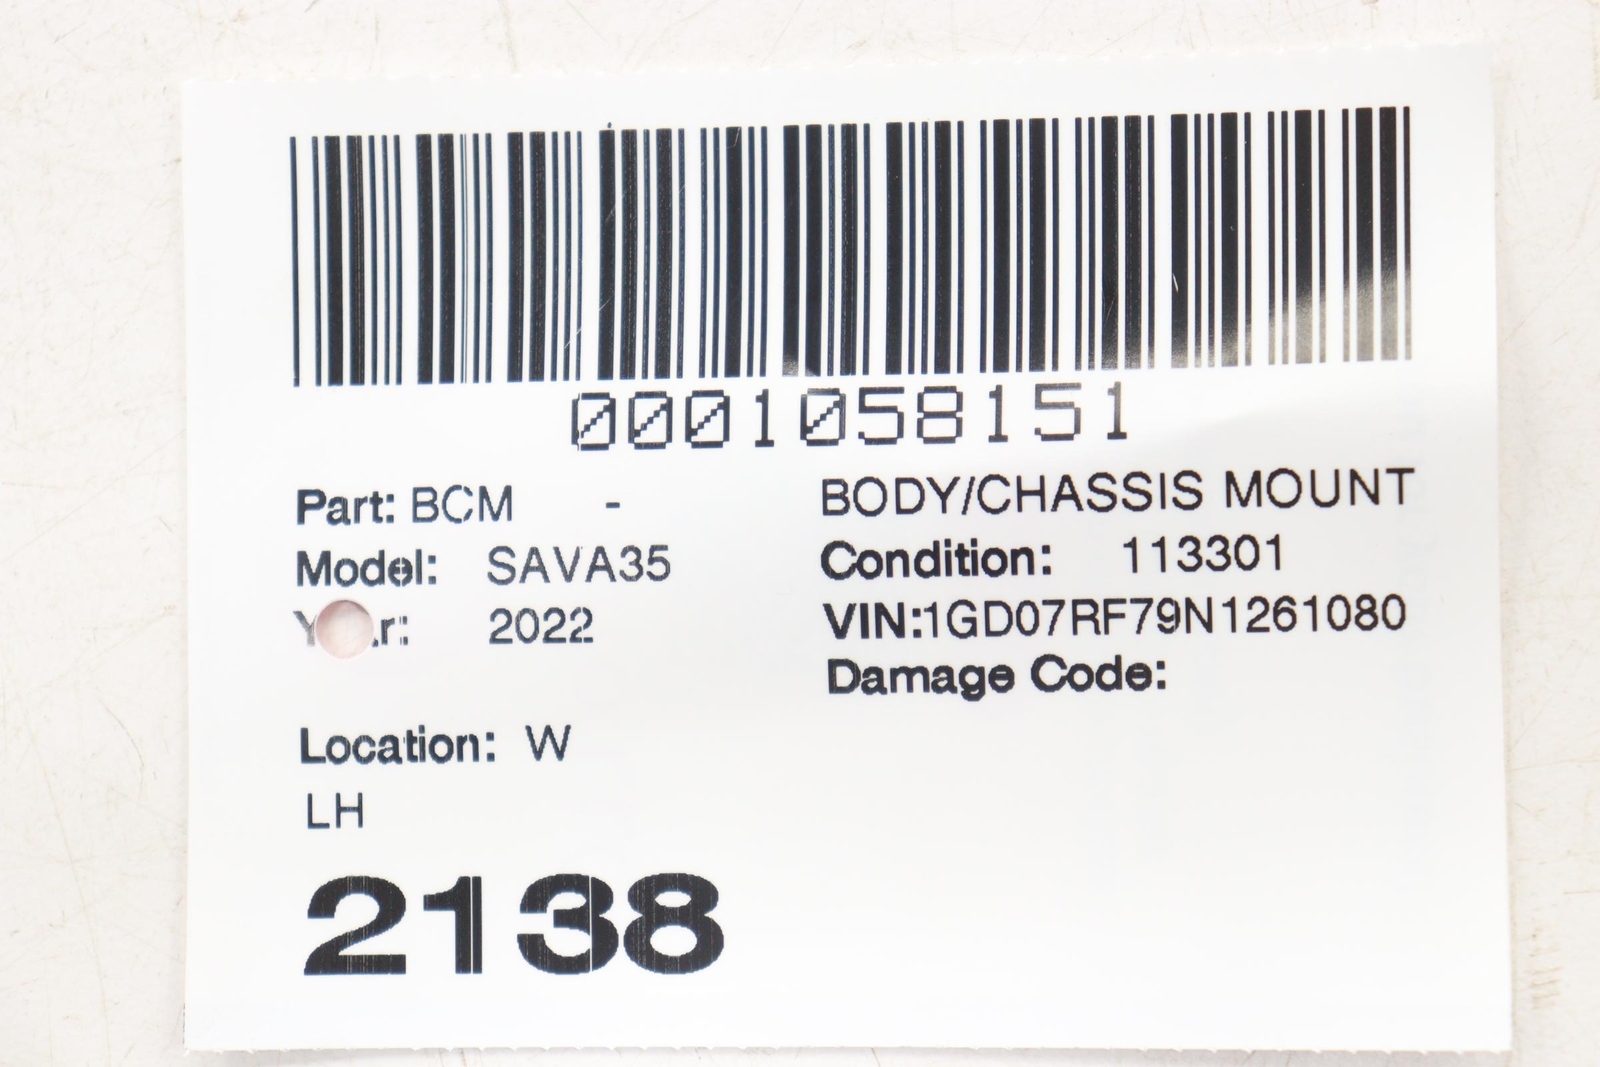 0001058151
Part: BCM - BODY/CHASSIS MOUNT
Model: SAVA35 Condition: 113301
2022 VIN:1GD07RF79N1261080
Damage Code:
Location: W
LH
2138